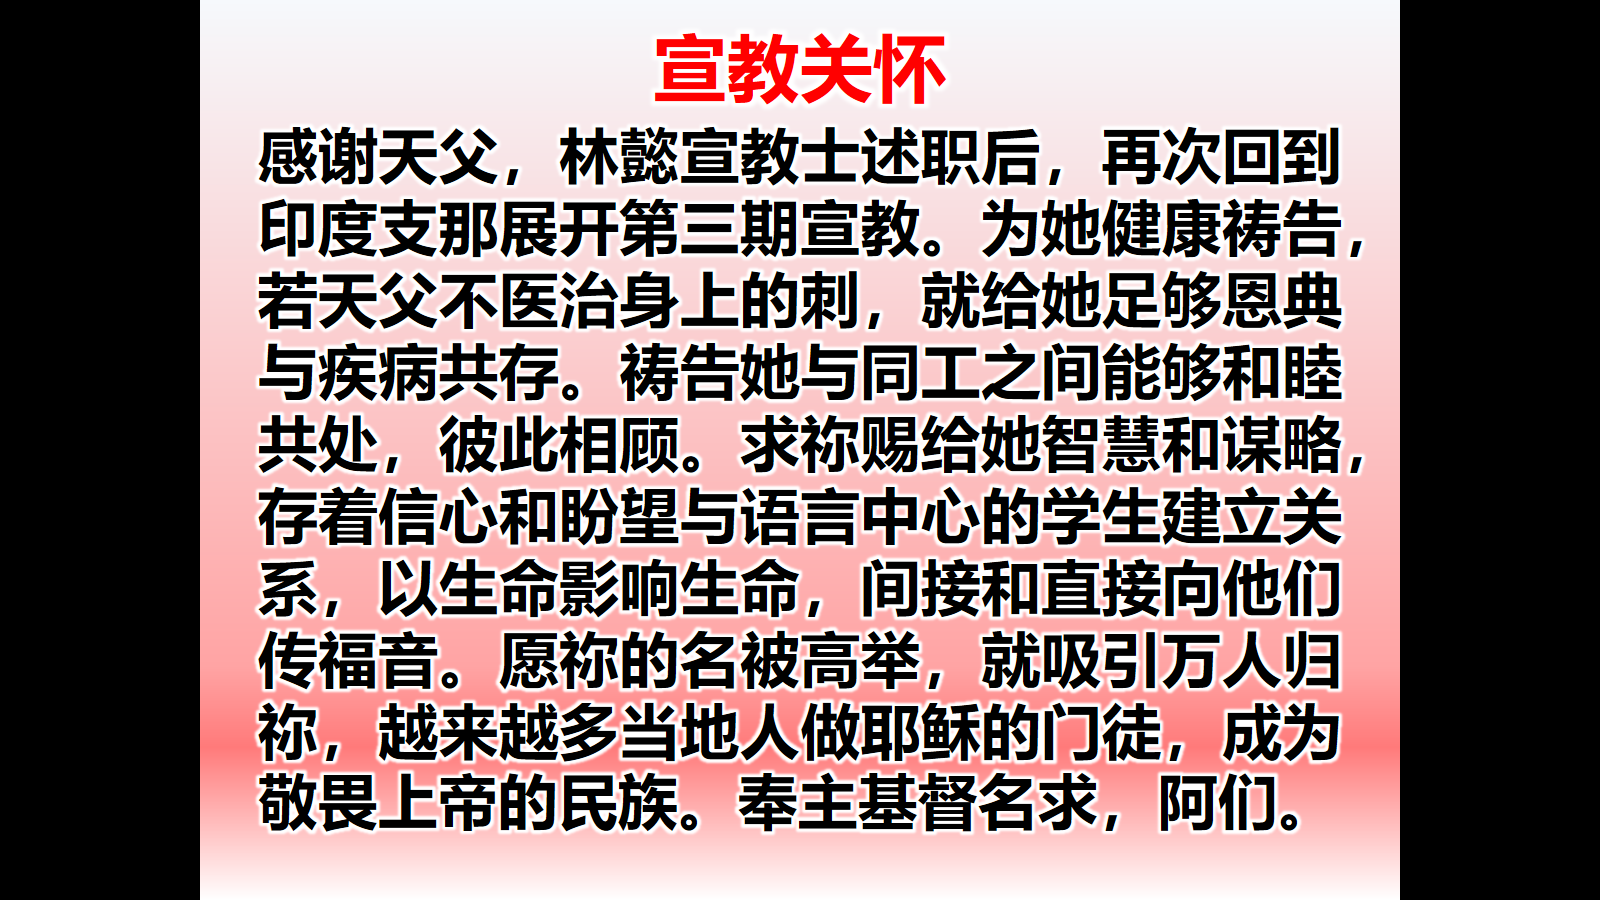 宣教关怀
感谢天父，林懿宣教士述职后，再次回到
印度支那展开第三期宣教。为她健康祷告，
若天父不医治身上的刺，就给她足够恩典
与疾病共存。祷告她与同工之间能够和睦
共处，彼此相顾。求祢赐给她智慧和谋略，
存着信心和盼望与语言中心的学生建立关
系，以生命影响生命，间接和直接向他们
传福音。愿祢的名被高举，就吸引万人归
祢，越来越多当地人做耶稣的门徒，成为
敬畏上帝的民族。奉主基督名求，阿们。